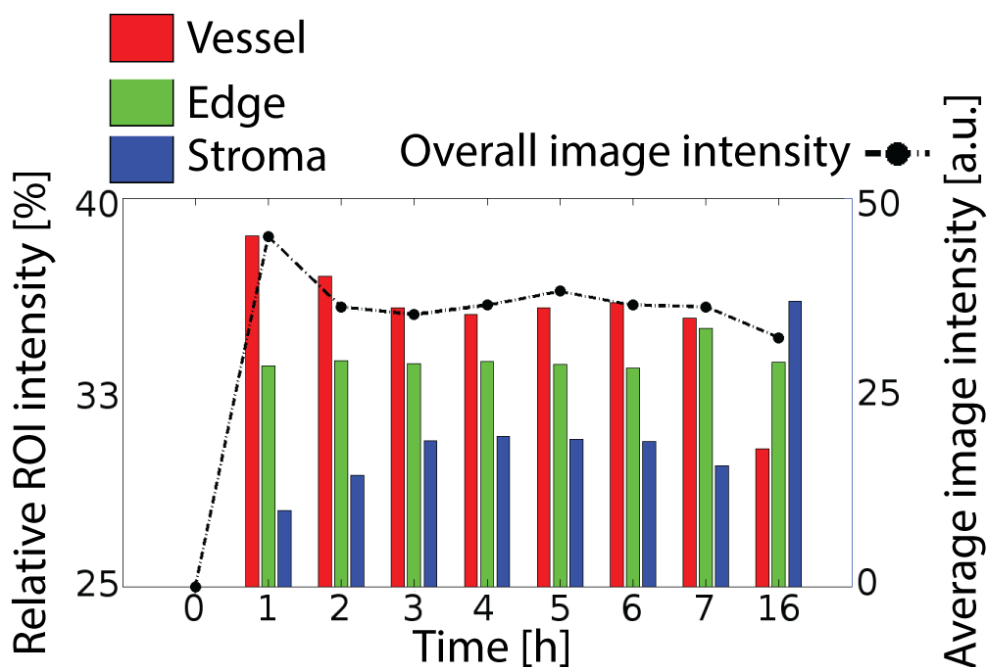 Vessel
Edge
Stroma
Overall image intensity
Relative ROI intensity [%]
40
33
25
50
25
0
Average image intensity [a.u.]
0 1 2 3 4 5 6 7 16
Time [h]